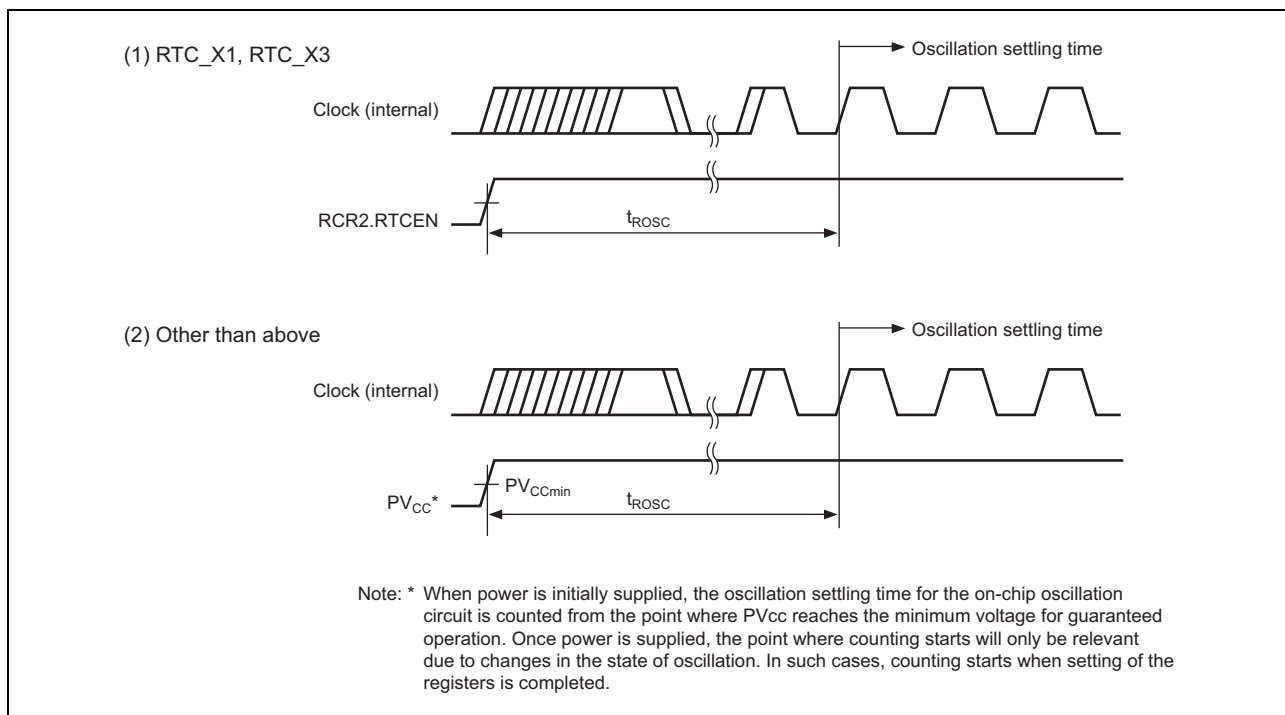 (1) RTC_X1, RTC_X3
Oscillation settling time
Clock (internal)
RCR2.RTCEN
tROSC
(2) Other than above
Oscillation settling time
Clock (internal)
PVCC*
PVCCmin
tROSC
Note: * When power is initially supplied, the oscillation settling time for the on-chip oscillation
circuit is counted from the point where PVcc reaches the minimum voltage for guaranteed
operation. Once power is supplied, the point where counting starts will only be relevant
due to changes in the state of oscillation. In such cases, counting starts when setting of the
registers is completed.